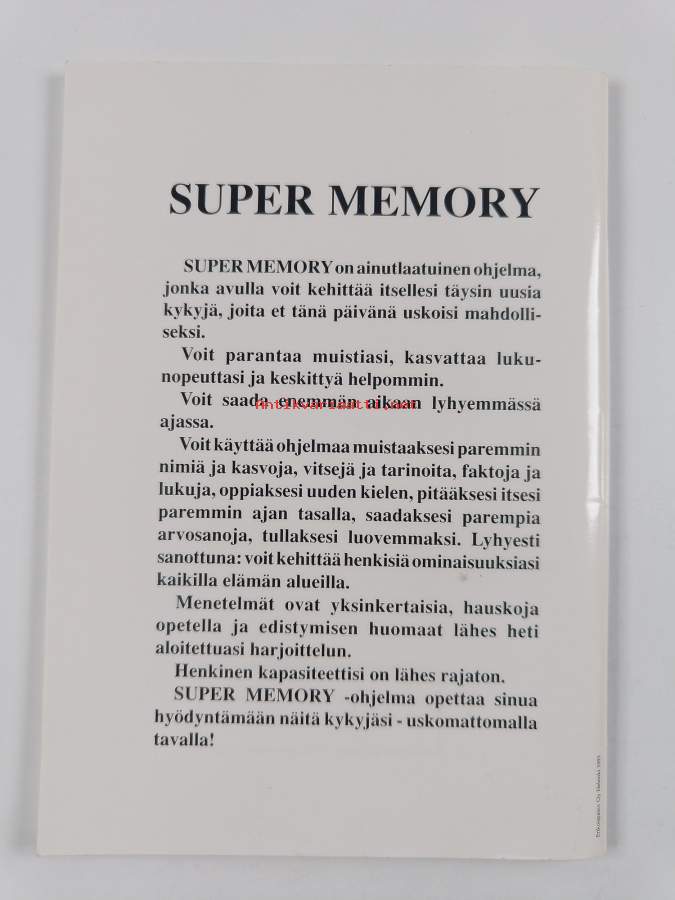 SUPER MEMORY
SUPER MEMORY on ainutlaatuinen ohjelma,
jonka avulla voit kehittää itsellesi täysin uusia
kykyjä, joita et tänä päivänä uskoisi mahdolli-
seksi.
Voit parantaa muistiasi, kasvattaa luku-
nopeuttasi ja keskittyä helpommin.
Voit saada enemmän aikaan lyhyemmässä
Antikvariaatti.net
ajassa.
Voit käyttää ohjelmaa muistaaksesi paremmin
nimiä ja kasvoja, vitsejä ja tarinoita, faktoja ja
lukuja, oppiaksesi uuden kielen, pitääksesi itsesi
paremmin ajan tasalla, saadaksesi parempia
arvosanoja, tullaksesi luovemmaksi. Lyhyesti
sanottuna: voit kehittää henkisiä ominaisuuksiasi
kaikilla elämän alueilla.
Menetelmät ovat yksinkertaisia, hauskoja
opetella ja edistymisen huomaat lähes heti
aloitettuasi harjoittelun.
Henkinen kapasiteettisi on lähes rajaton.
SUPER MEMORY -ohjelma opettaa sinua
hyödyntämään näitä kykyjäsi - uskomattomalla
tavalla!
Oy Helsinki